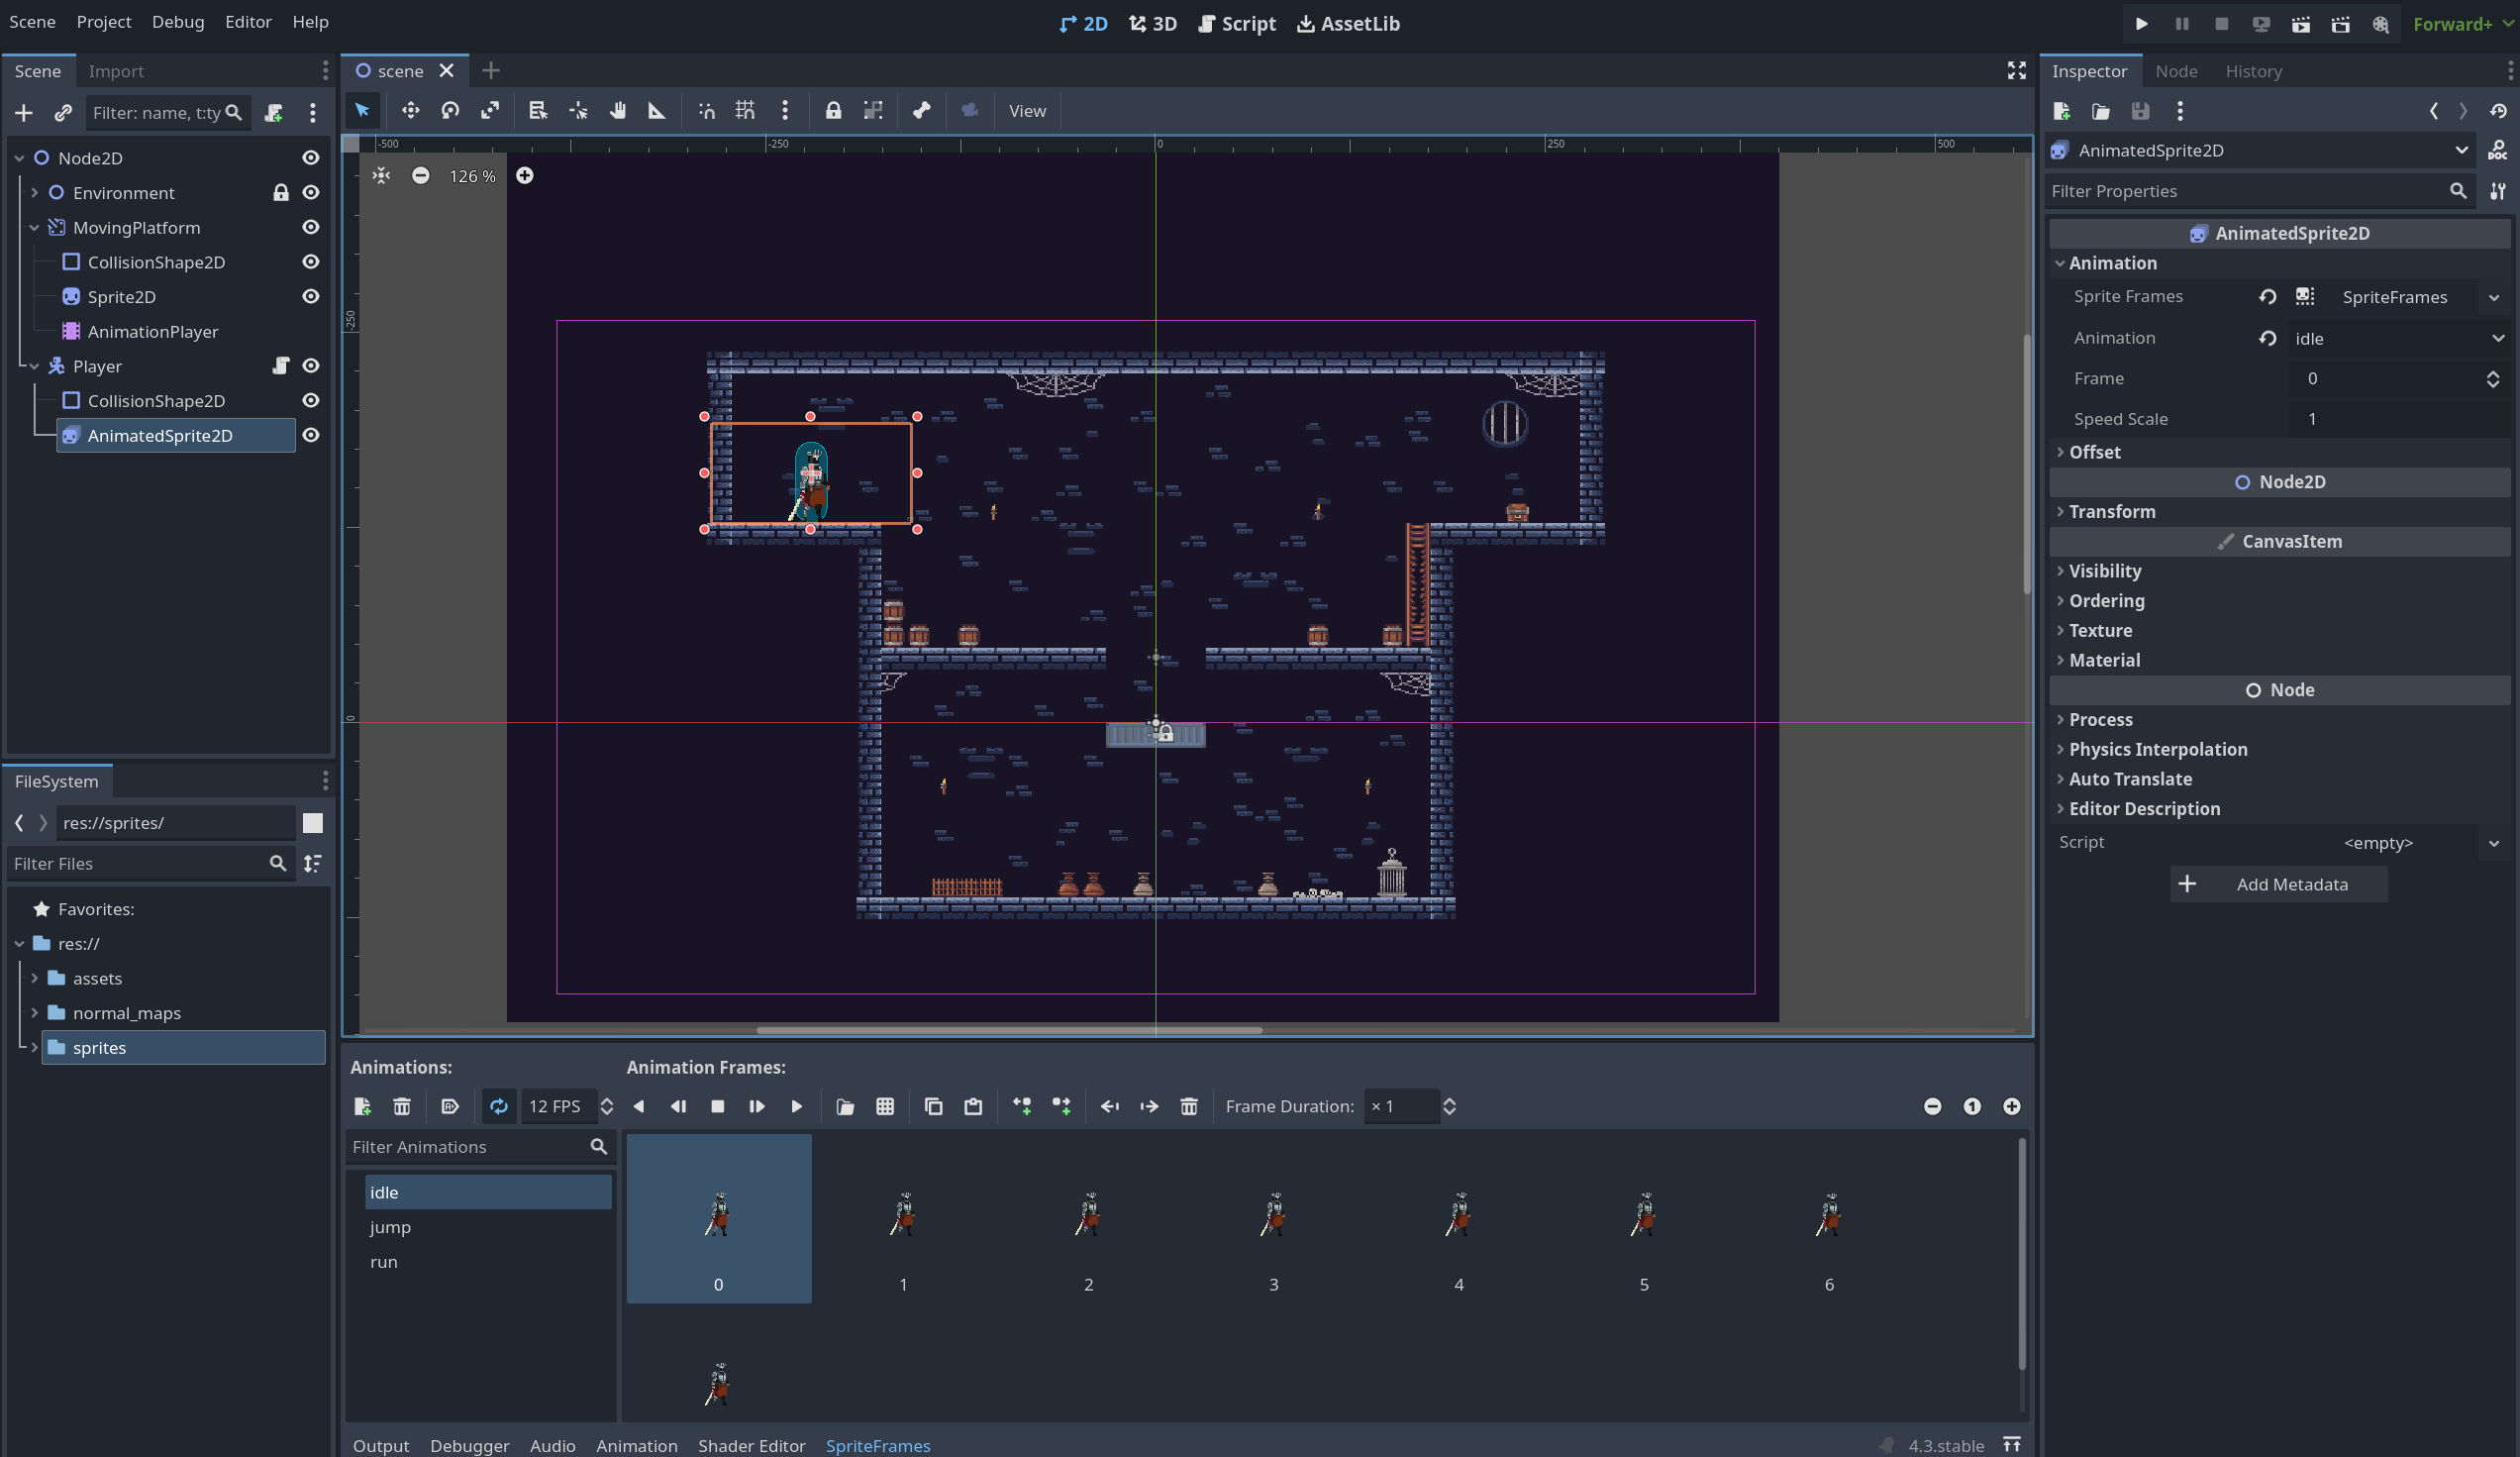 Scene Project Debug Editor Help
2D 3D Script AssetLib
Forward+
Scene Import
Filter: name, t:ty
Node2D
Environment
MovingPlatform
CollisionShape2D
Sprite2D
AnimationPlayer
Player
CollisionShape2D
AnimatedSprite2D
FileSystem
res://sprites/
Filter Files
Favorites:
res://
assets
normal_maps
sprites
scene
View
-500 -250 0 250 500
-250
0
126 %
Animations: Animation Frames:
12 FPS
Frame Duration: × 1
1
Filter Animations
idle
jump
run
0 1 2 3 4 5 6
Output Debugger Audio Animation Shader Editor SpriteFrames
4.3.stable
Inspector Node History
AnimatedSprite2D
DOC
Filter Properties
AnimatedSprite2D
Animation
Sprite Frames SpriteFrames
Animation idle
Frame 0
Speed Scale 1
Offset
Node2D
Transform
CanvasItem
Visibility
Ordering
Texture
Material
Node
Process
Physics Interpolation
Auto Translate
Editor Description
Script <empty>
Add Metadata